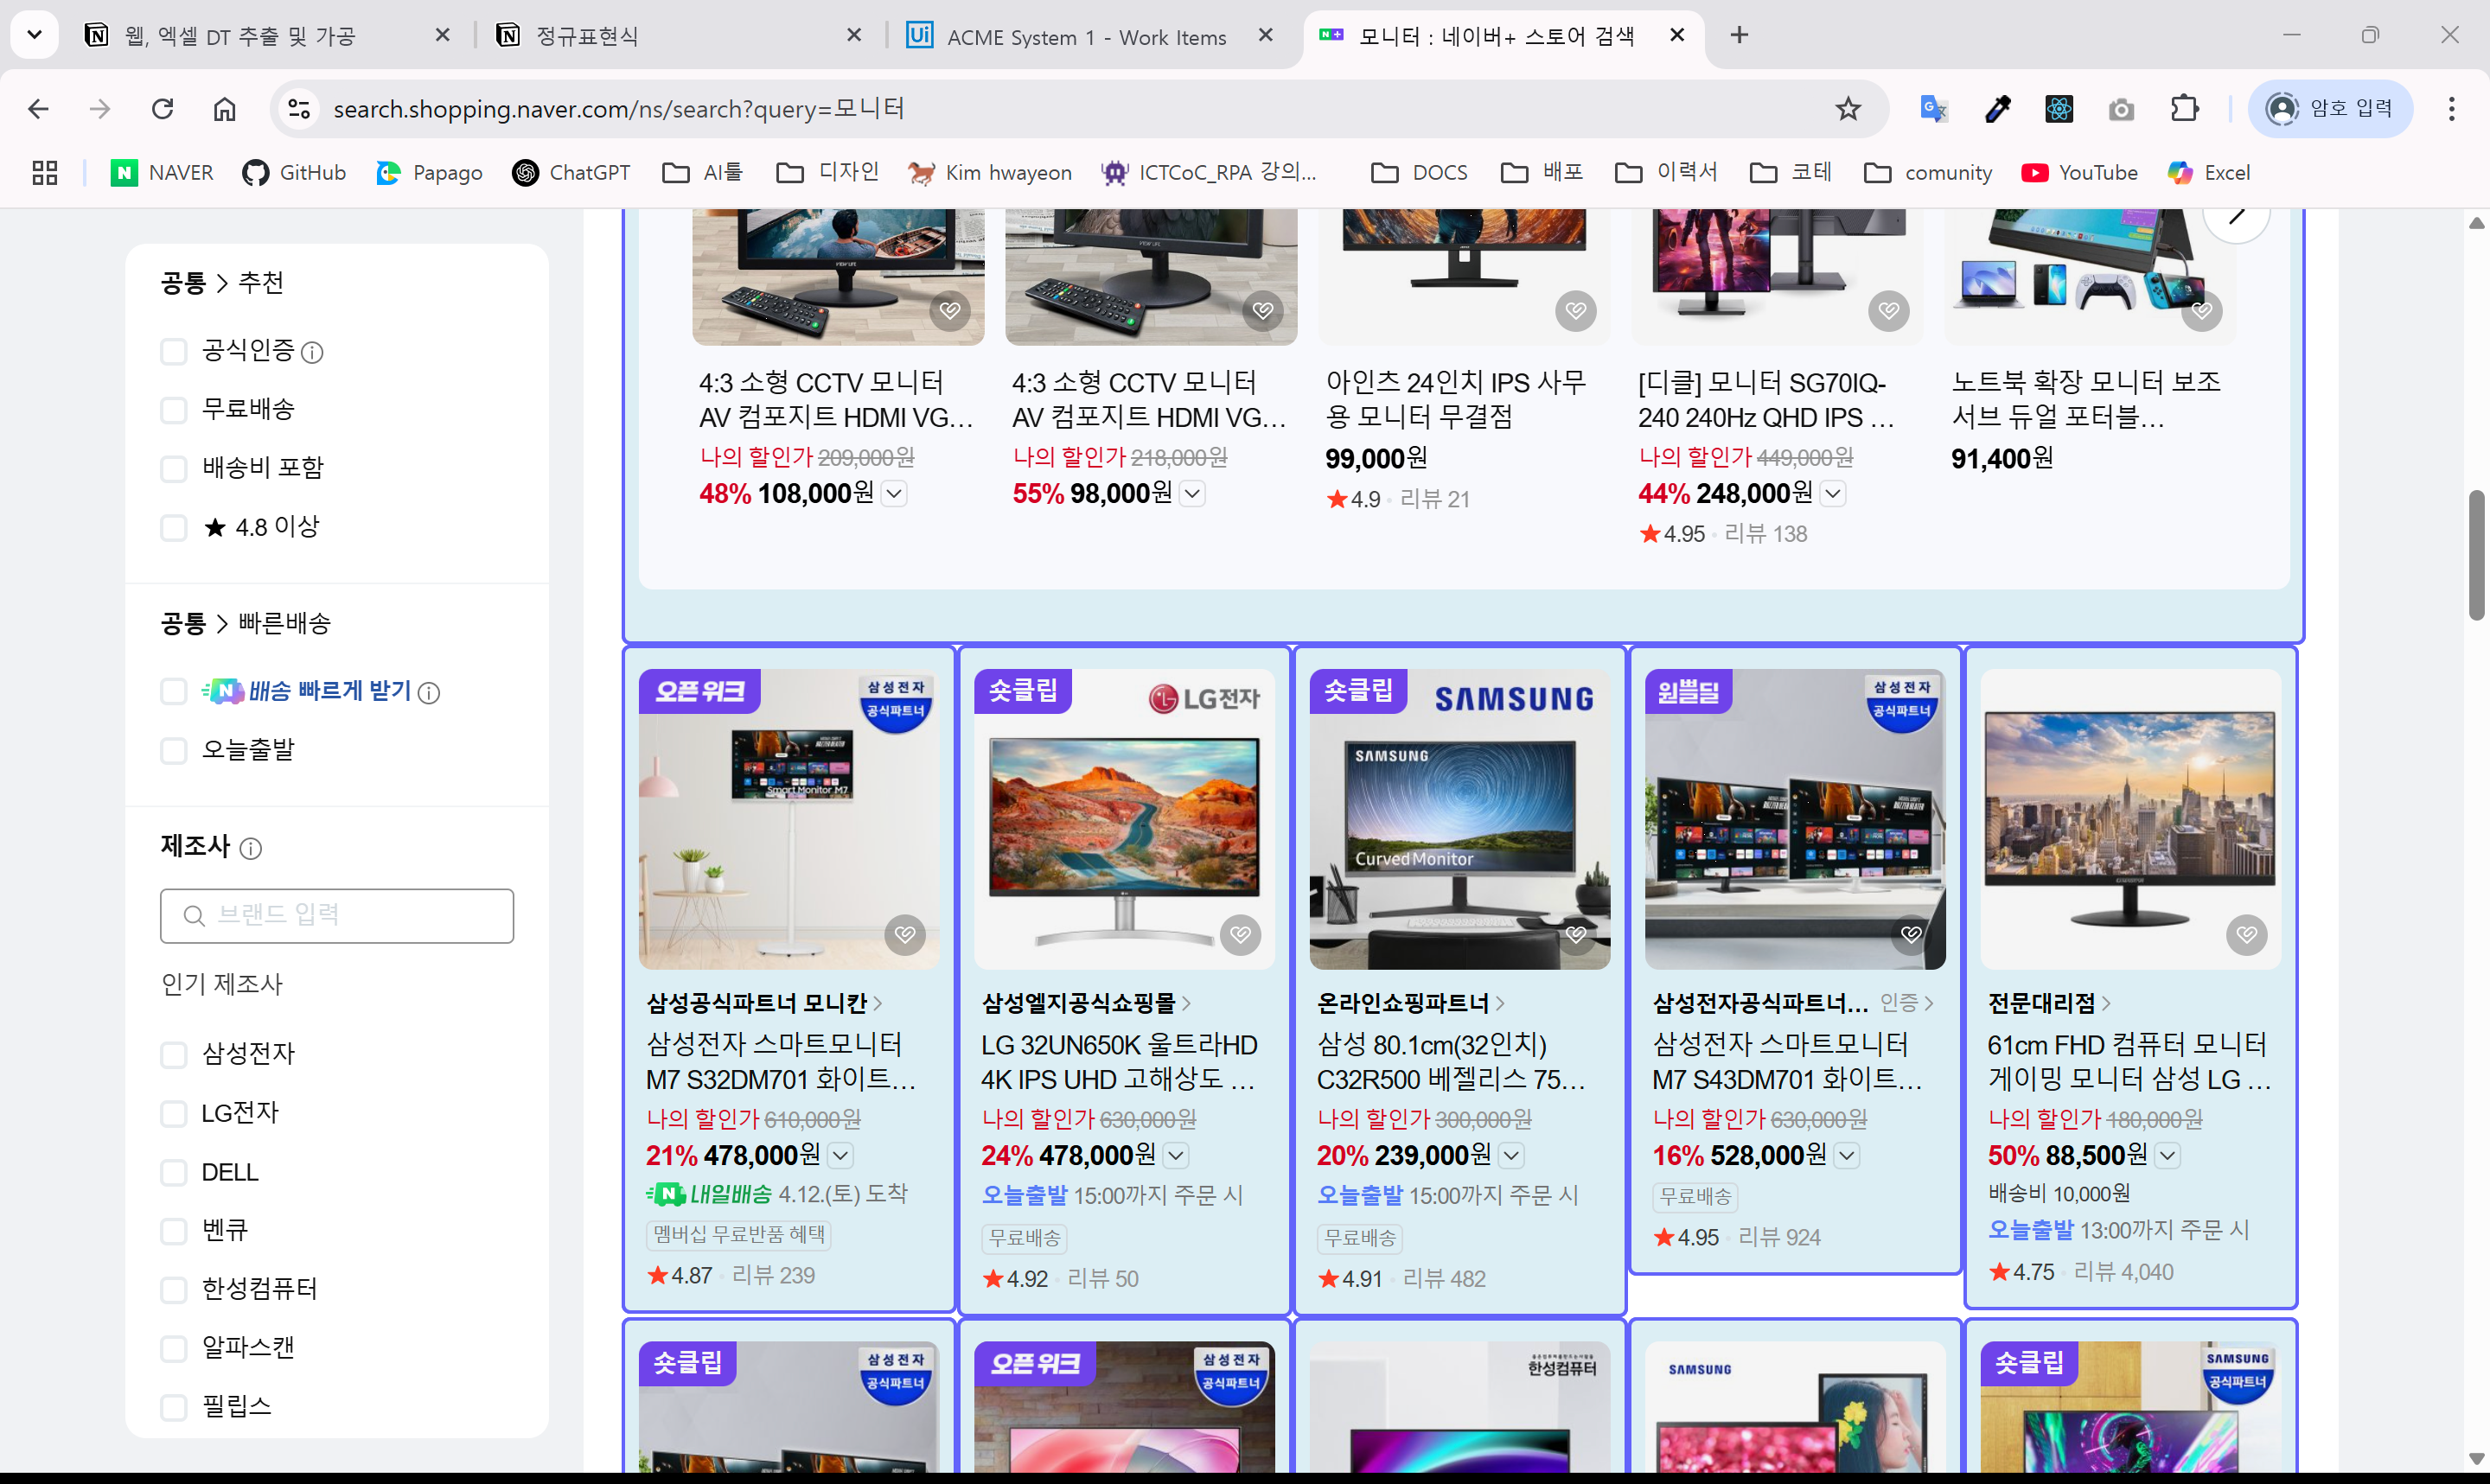 웹, 엑셀 DT 추출 및 가공
정규표현식
ACME System 1 - Work Items
모니터 : 네이버+ 스토어 검색
search.shopping.naver.com/ns/search?query=모니터
암호 입력
NAVER
GitHub
Papago
ChatGPT
AI툴
디자인
Kim hwayeon
ICTCoC_RPA 강의...
DOCS
배포
이력서
코테
comunity
YouTube
Excel
공통 > 추천
공식인증
무료배송
배송비 포함
★ 4.8 이상
공통 > 빠른배송
N 배송 빠르게 받기
오늘출발
제조사
브랜드 입력
인기 제조사
삼성전자
LG전자
DELL
벤큐
한성컴퓨터
알파스캔
필립스
4:3 소형 CCTV 모니터
AV 컴포지트 HDMI VG...
나의 할인가 209,000원
48% 108,000원
4:3 소형 CCTV 모니터
AV 컴포지트 HDMI VG...
나의 할인가 218,000원
55% 98,000원
아인츠 24인치 IPS 사무
용 모니터 무결점
99,000원
★4.9 · 리뷰 21
[디클] 모니터 SG70IQ-
240 240Hz QHD IPS ...
나의 할인가 449,000원
44% 248,000원
★4.95 · 리뷰 138
노트북 확장 모니터 보조
서브 듀얼 포터블...
91,400원
오픈 위크
삼성전자
공식파트너
Smart Monitor M7
삼성공식파트너 모니칸 >
삼성전자 스마트모니터
M7 S32DM701 화이트...
나의 할인가 610,000원
21% 478,000원
N 내일배송 4.12.(토) 도착
멤버십 무료반품 혜택
★4.87 · 리뷰 239
숏클립
LG전자
삼성엘지공식쇼핑몰 >
LG 32UN650K 울트라HD
4K IPS UHD 고해상도 ...
나의 할인가 630,000원
24% 478,000원
오늘출발 15:00까지 주문 시
무료배송
★4.92 · 리뷰 50
숏클립
SAMSUNG
SAMSUNG
Curved Monitor
온라인쇼핑파트너 >
삼성 80.1cm(32인치)
C32R500 베젤리스 75...
나의 할인가 300,000원
20% 239,000원
오늘출발 15:00까지 주문 시
무료배송
★4.91 · 리뷰 482
원쁠딜
삼성전자
공식파트너
삼성전자공식파트너... 인증 >
삼성전자 스마트모니터
M7 S43DM701 화이트...
나의 할인가 630,000원
16% 528,000원
무료배송
★4.95 · 리뷰 924
전문대리점 >
61cm FHD 컴퓨터 모니터
게이밍 모니터 삼성 LG ...
나의 할인가 180,000원
50% 88,500원
배송비 10,000원
오늘출발 13:00까지 주문 시
★4.75 · 리뷰 4,040
숏클립
삼성전자
공식파트너
오픈 위크
삼성전자
공식파트너
한성컴퓨터
SAMSUNG
숏클립
SAMSUNG
공식파트너